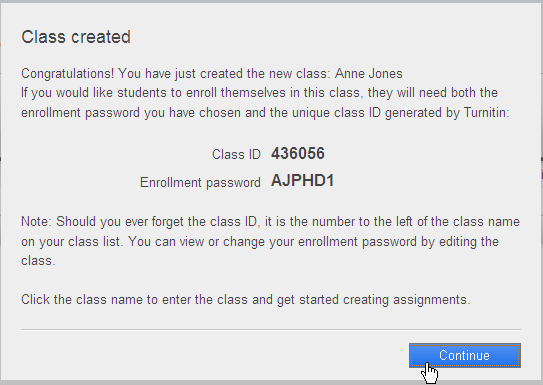 Class created
Congratulations! You have just created the new class: Anne Jones
If you would like students to enroll themselves in this class, they will need both the
enrollment password you have chosen and the unique class ID generated by Turnitin:
Class ID 436056
Enrollment password AJPHD1
Note: Should you ever forget the class ID, it is the number to the left of the class name
on your class list. You can view or change your enrollment password by editing the
class.
Click the class name to enter the class and get started creating assignments.
Continue